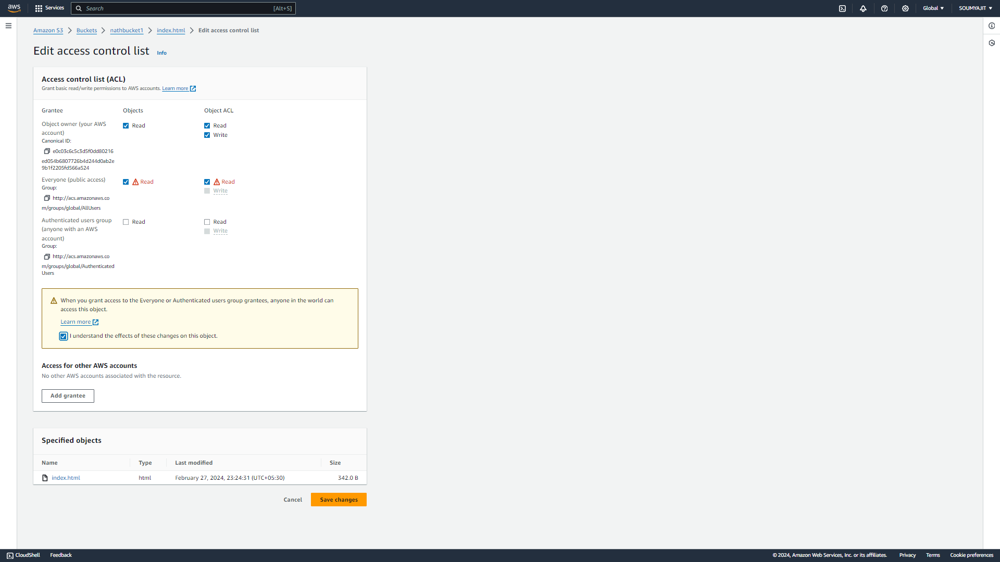 aws
Services
Search
[Alt+S]
Global
SOUMYAJIT
Amazon S3 > Buckets > nathbucket1 > index.html > Edit access control list
Edit access control list Info
Access control list (ACL)
Grant basic read/write permissions to AWS accounts. Learn more
Grantee Objects Object ACL
Object owner (your AWS account)
Canonical ID:
e0c03c6c5c3d5f0dd80216
ed054b6807726b4d244d0ab2e
9b1f2205fd566a524
Read
Read
Write
Everyone (public access)
Group:
http://acs.amazonaws.co
m/groups/global/AllUsers
Read
Read
Write
Authenticated users group
(anyone with an AWS
account)
Group:
http://acs.amazonaws.co
m/groups/global/Authenticated
Users
Read
Read
Write
When you grant access to the Everyone or Authenticated users group grantees, anyone in the world can
access this object.
Learn more
I understand the effects of these changes on this object.
Access for other AWS accounts
No other AWS accounts associated with the resource.
Add grantee
Specified objects
Name Type Last modified Size
index.html html February 27, 2024, 23:24:31 (UTC+05:30) 342.0 B
Cancel Save changes
CloudShell Feedback © 2024, Amazon Web Services, Inc. or its affiliates. Privacy Terms Cookie preferences